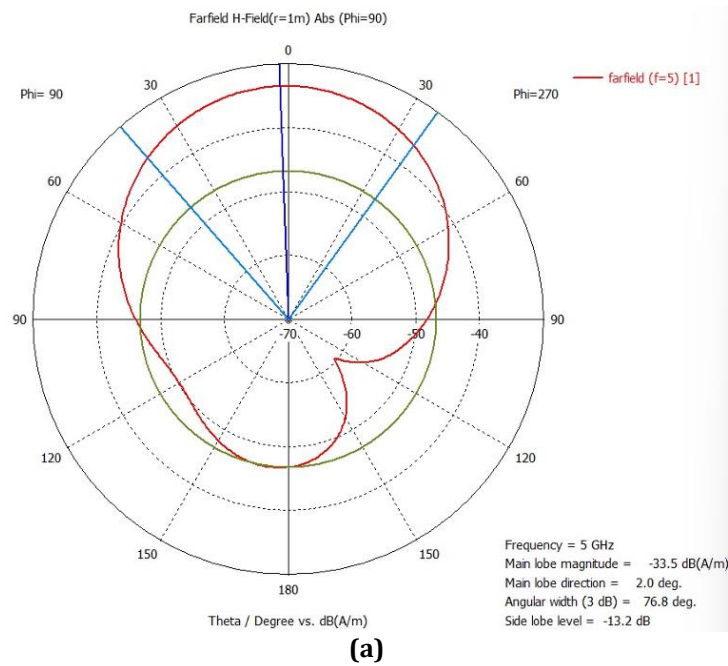 Farfield H-Field(r=1m) Abs (Phi=90)
0
30
30
Phi= 90
Phi=270
farfield (f=5) [1]
60
60
90
-70
-60
-50
-40
90
120
120
150
150
180
Theta / Degree vs. dB(A/m)
Frequency = 5 GHz
Main lobe magnitude = -33.5 dB(A/m)
Main lobe direction = 2.0 deg.
Angular width (3 dB) = 76.8 deg.
Side lobe level = -13.2 dB
(a)